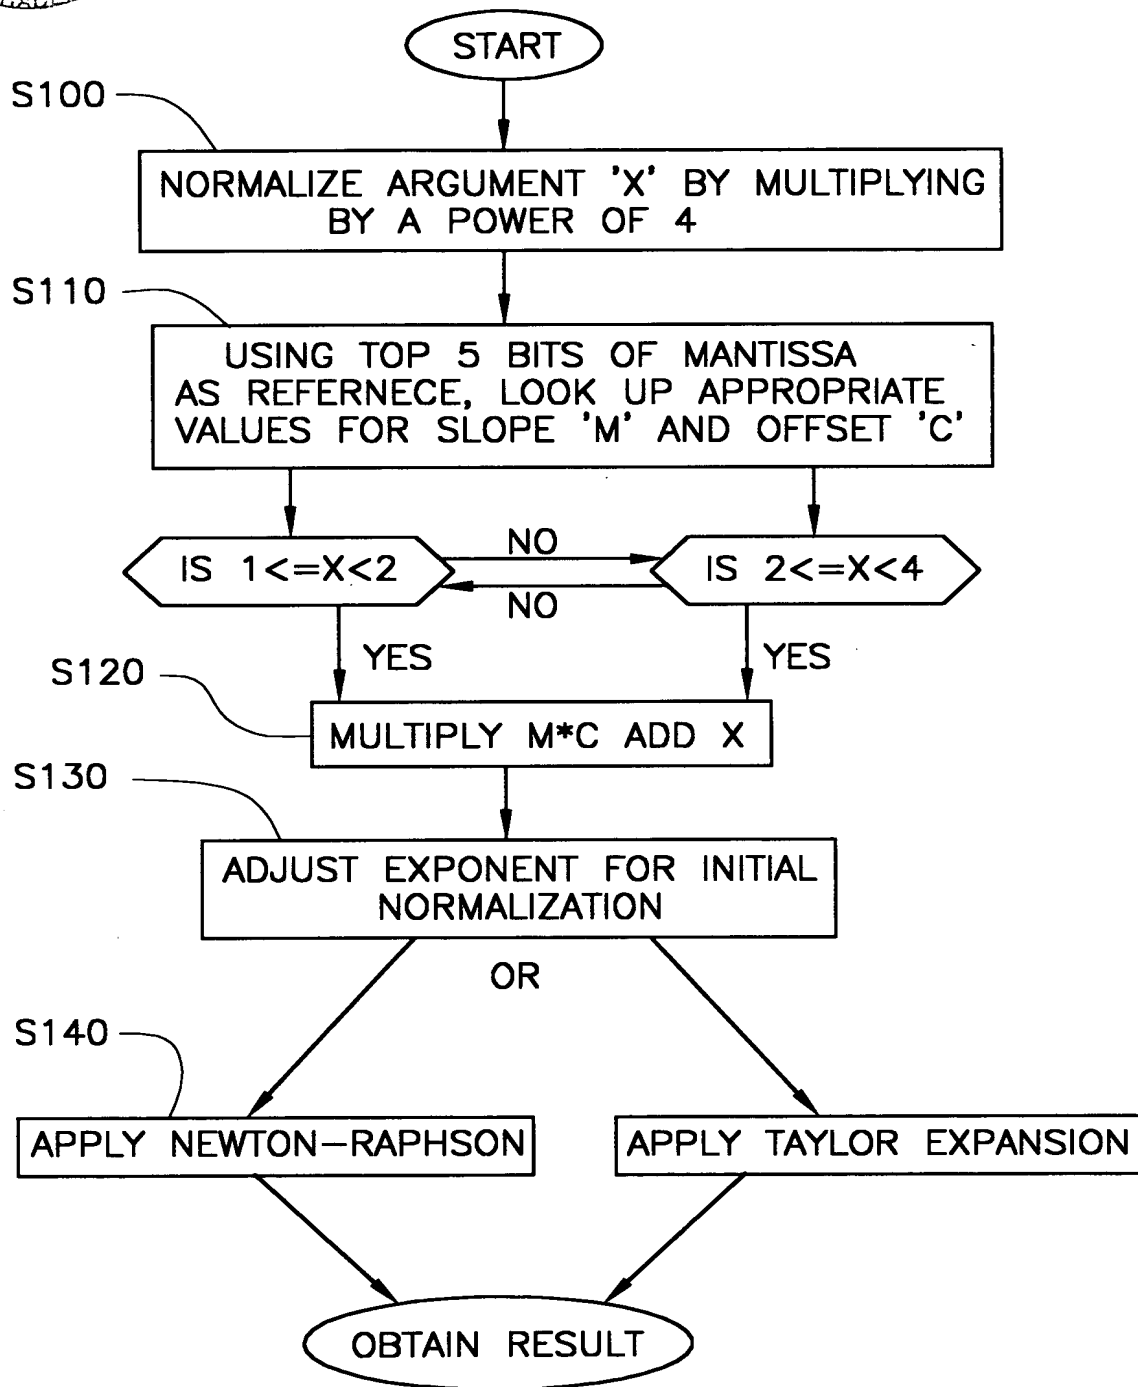 START
S100
NORMALIZE ARGUMENT 'X' BY MULTIPLYING
BY A POWER OF 4
S110
USING TOP 5 BITS OF MANTISSA
AS REFERNECE, LOOK UP APPROPRIATE
VALUES FOR SLOPE 'M' AND OFFSET 'C'
IS 1<=X<2
NO
NO
IS 2<=X<4
YES
YES
S120
MULTIPLY M*C ADD X
S130
ADJUST EXPONENT FOR INITIAL
NORMALIZATION
OR
S140
APPLY NEWTON-RAPHSON
APPLY TAYLOR EXPANSION
OBTAIN RESULT